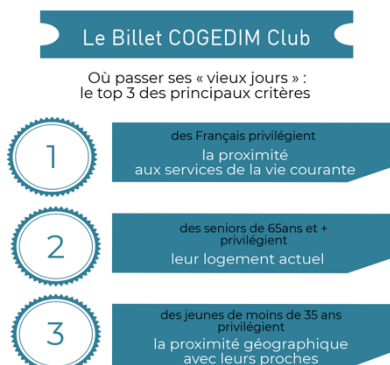 Le Billet COGEDIM Club
Où passer ses « vieux jours » :
le top 3 des principaux critères
1
des Français privilégient
la proximité
aux services de la vie courante
2
des seniors de 65ans et +
privilégient
leur logement actuel
3
des jeunes de moins de 35 ans
privilégient
la proximité géographique
avec leurs proches